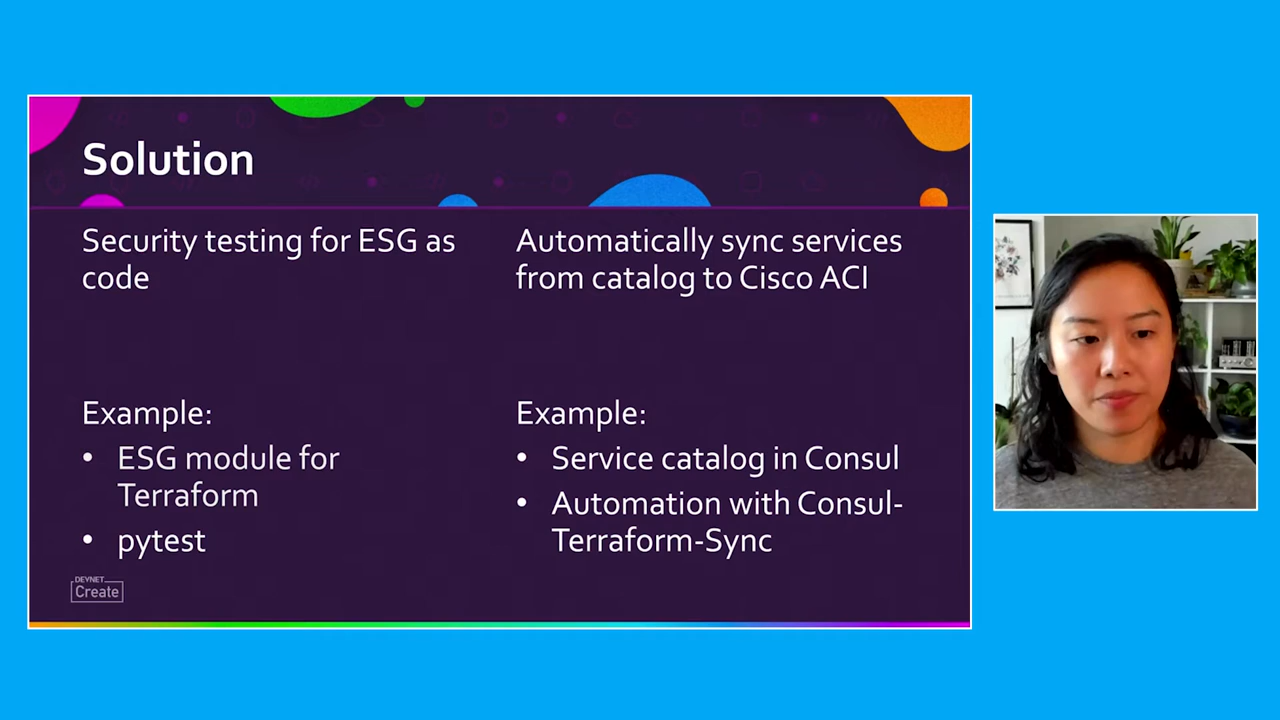 Solution
Security testing for ESG as
code
Example:
• ESG module for
Terraform
• pytest
Automatically sync services
from catalog to Cisco ACI
Example:
• Service catalog in Consul
• Automation with Consul-
Terraform-Sync
DEVNET
Create